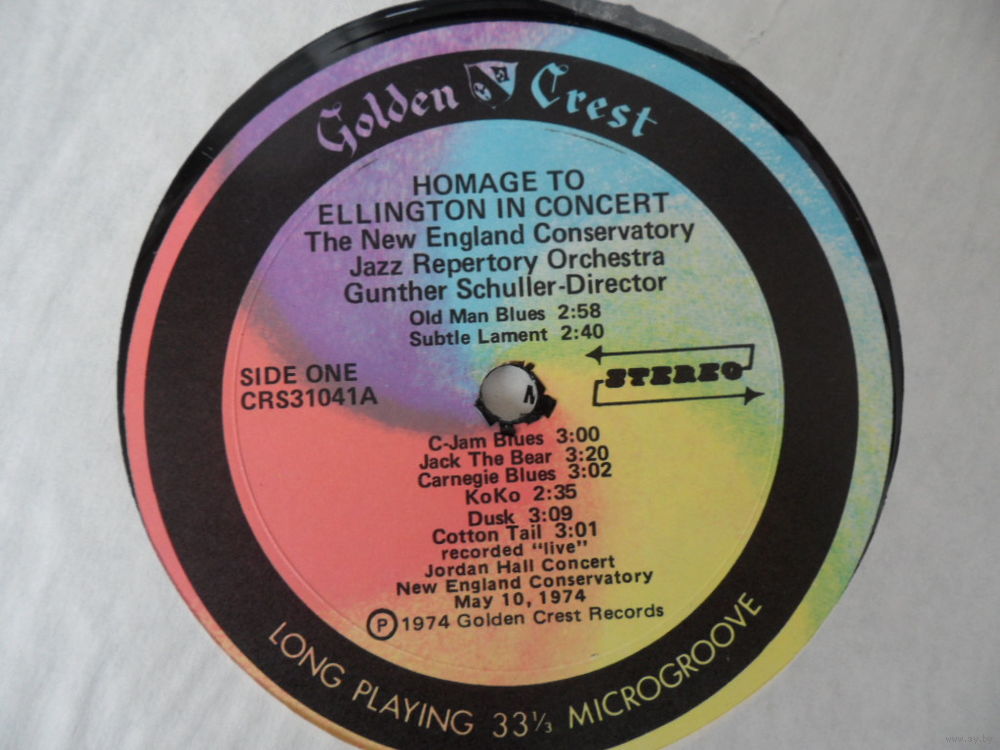 Golden Crest
HOMAGE TO
ELLINGTON IN CONCERT
The New England Conservatory
Jazz Repertory Orchestra
Gunther Schuller-Director
Old Man Blues 2:58
Subtle Lament 2:40
SIDE ONE
CRS31041A
STEREO
C-Jam Blues 3:00
Jack The Bear 3:20
Carnegie Blues 3:02
KoKo 2:35
Dusk 3:09
Cotton Tail 3:01
recorded "live"
Jordan Hall Concert
New England Conservatory
May 10, 1974
Ⓟ 1974 Golden Crest Records
LONG PLAYING 33⅓ MICROGROOVE